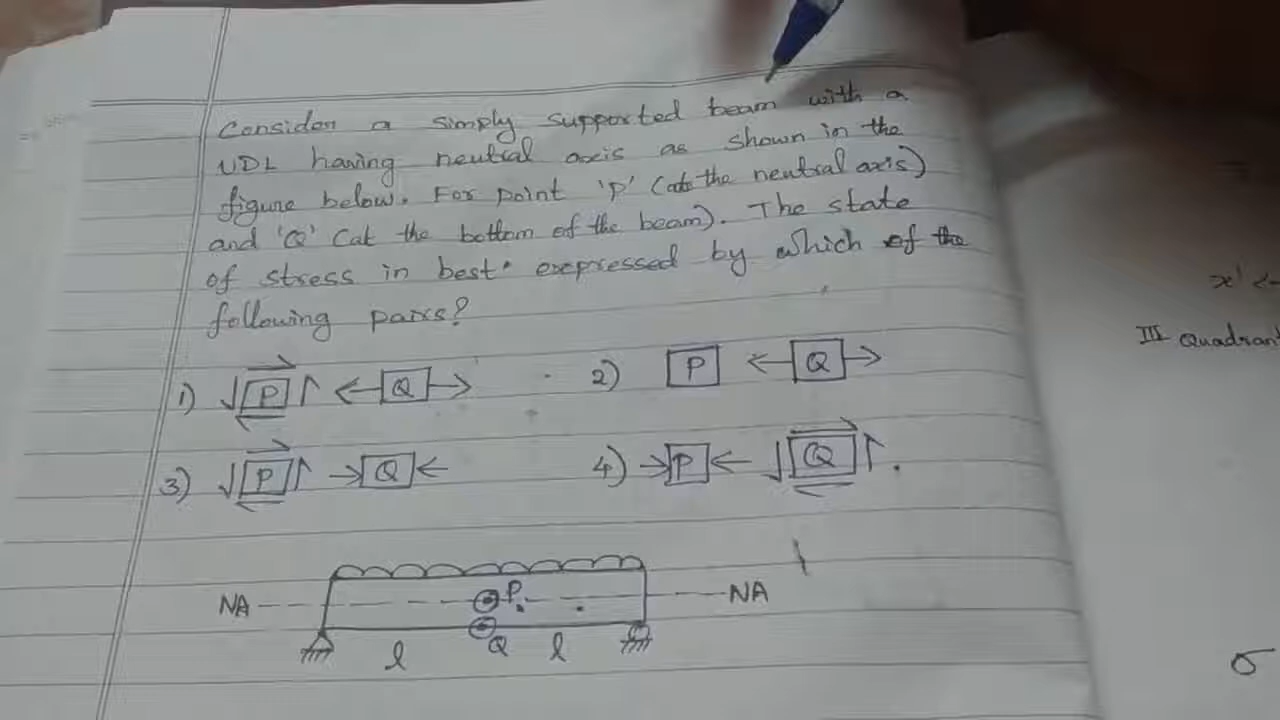 Consider a simply supported beam with a
UDL having neutral axis as shown in the
figure below. For point 'P' (at the neutral axis)
and 'Q' (at the bottom of the beam). The state
of stress in best expressed by which of the
following pairs?
1) P Q 2) P Q
3) P Q 4) P Q
NA P NA
l Q l
x' <-
III Quadrant
σ